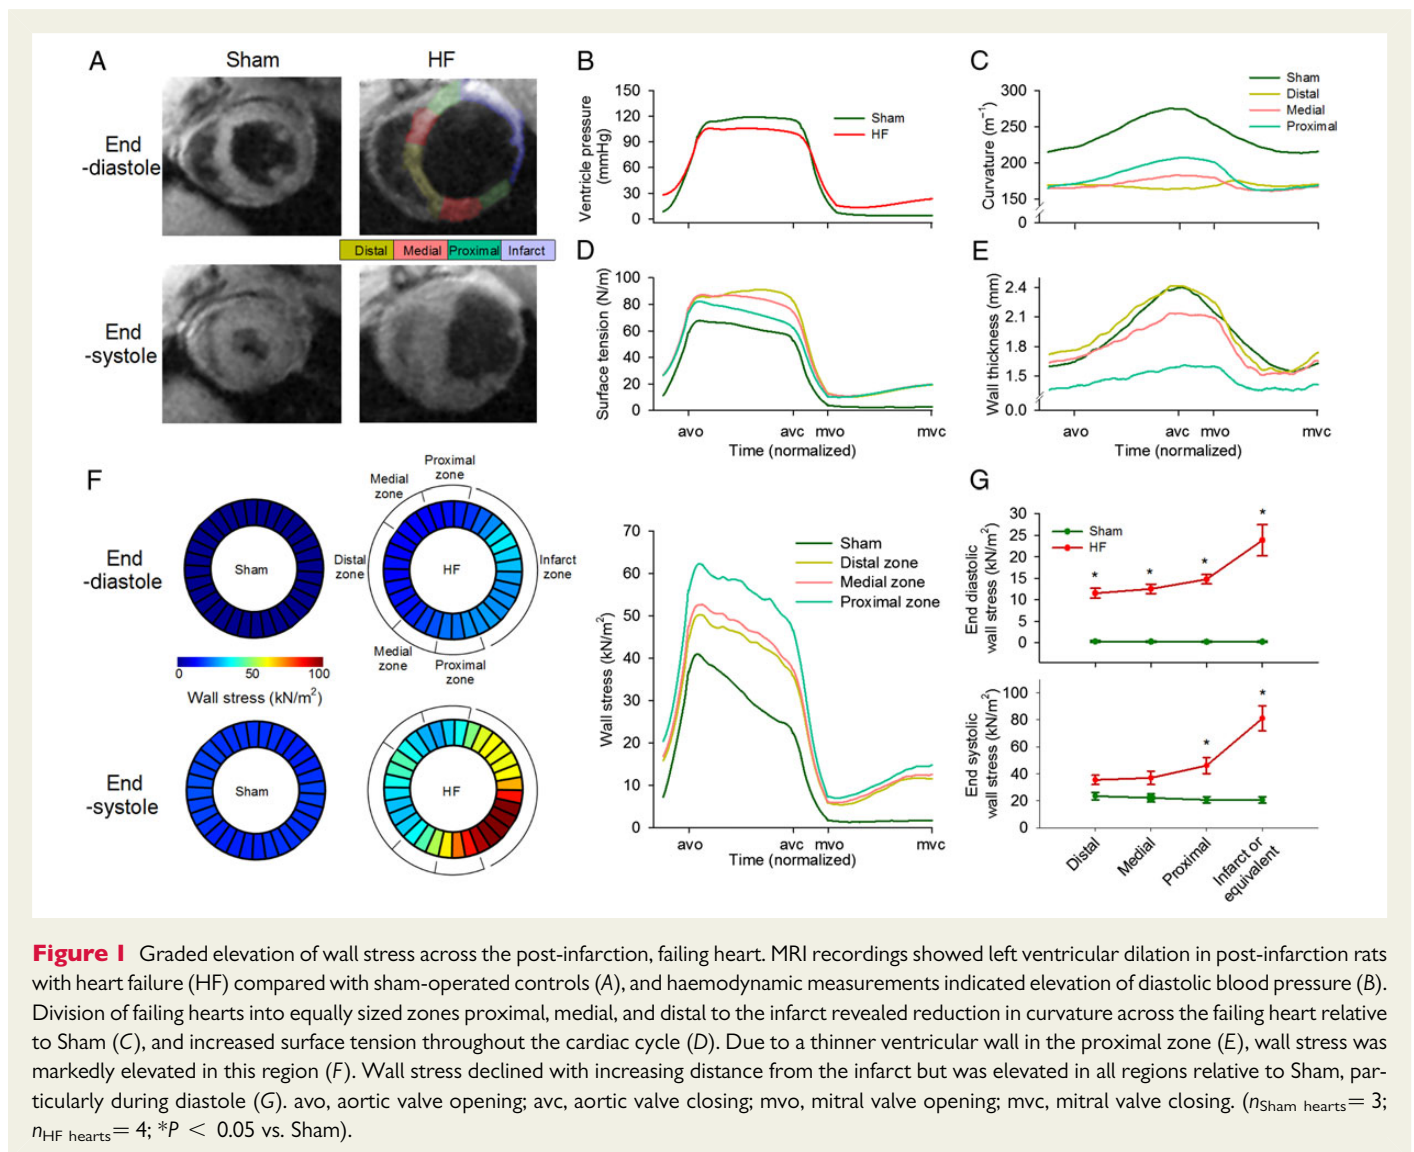 A
Sham
HF
End
-diastole
Distal
Medial
Proximal
Infarct
End
-systole
B
Ventricle pressure
(mmHg)
150
120
90
60
30
0
Sham
HF
C
Curvature (m⁻¹)
300
250
200
150
0
Sham
Distal
Medial
Proximal
D
Surface tension (N/m)
100
80
60
40
20
0
avo
avc
mvo
mvc
Time (normalized)
E
Wall thickness (mm)
2.4
2.1
1.8
1.5
0.0
avo
avc
mvo
mvc
Time (normalized)
F
End
-diastole
Sham
Proximal
zone
Medial
zone
Distal
zone
HF
Infarct
zone
Medial
zone
Proximal
zone
0
50
100
Wall stress (kN/m²)
End
-systole
Sham
HF
Wall stress (kN/m²)
70
60
50
40
30
20
10
0
Sham
Distal zone
Medial zone
Proximal zone
avo
avc
mvo
mvc
Time (normalized)
G
End diastolic
wall stress (kN/m²)
30
25
20
15
10
5
0
Sham
HF
*
*
*
*
End systolic
wall stress (kN/m²)
100
80
60
40
20
0
*
*
Distal
Medial
Proximal
Infarct or
equivalent
Figure 1 Graded elevation of wall stress across the post-infarction, failing heart. MRI recordings showed left ventricular dilation in post-infarction rats
with heart failure (HF) compared with sham-operated controls (A), and haemodynamic measurements indicated elevation of diastolic blood pressure (B).
Division of failing hearts into equally sized zones proximal, medial, and distal to the infarct revealed reduction in curvature across the failing heart relative
to Sham (C), and increased surface tension throughout the cardiac cycle (D). Due to a thinner ventricular wall in the proximal zone (E), wall stress was
markedly elevated in this region (F). Wall stress declined with increasing distance from the infarct but was elevated in all regions relative to Sham, par-
ticularly during diastole (G). avo, aortic valve opening; avc, aortic valve closing; mvo, mitral valve opening; mvc, mitral valve closing. (nSham hearts= 3;
nHF hearts= 4; *P < 0.05 vs. Sham).